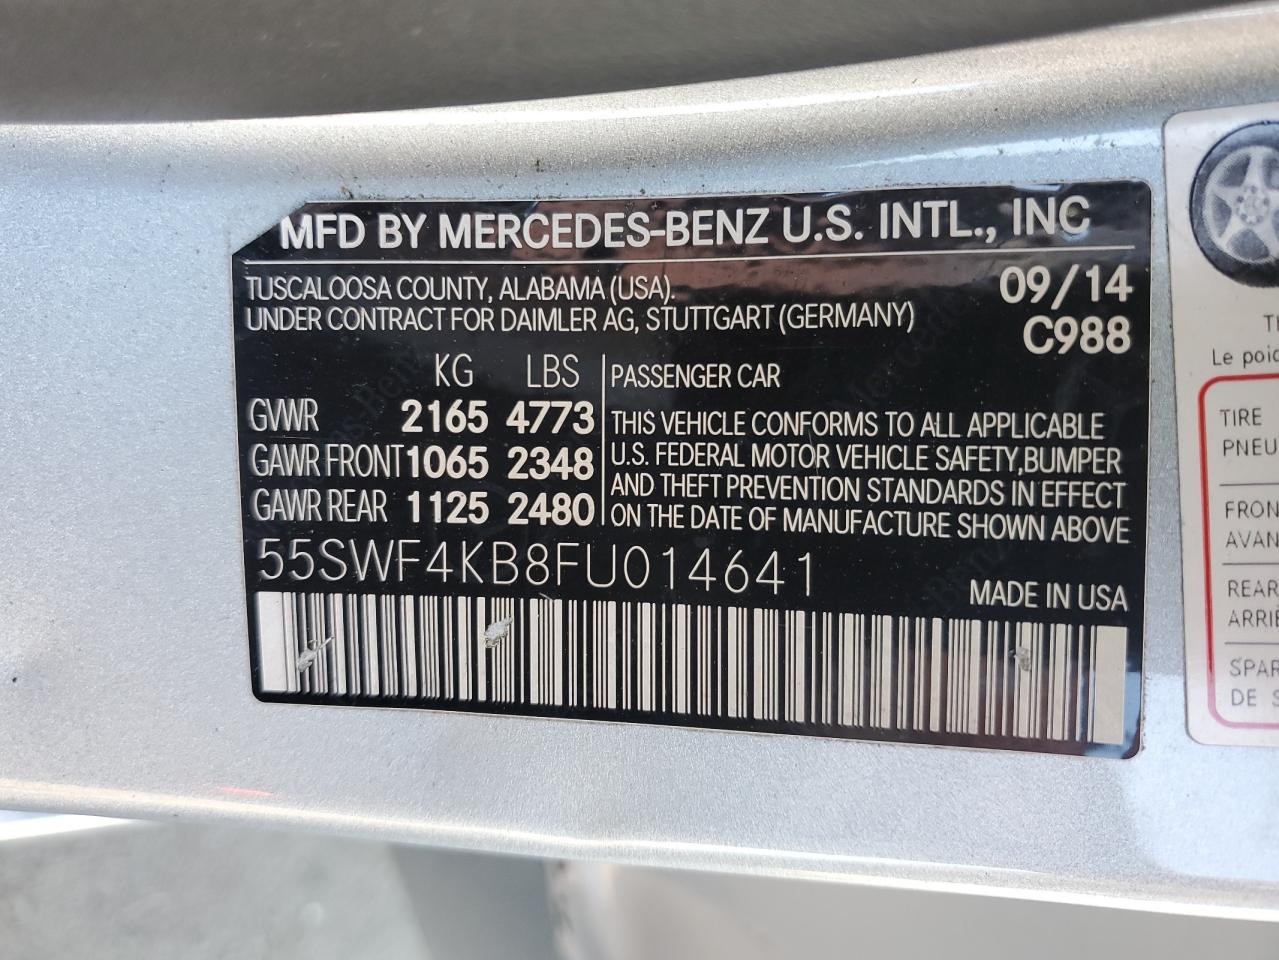 MFD BY MERCEDES-BENZ U.S. INTL., INC
TUSCALOOSA COUNTY, ALABAMA (USA).
UNDER CONTRACT FOR DAIMLER AG, STUTTGART (GERMANY)
09/14
C988
KG LBS
GVWR 2165 4773
GAWR FRONT 1065 2348
GAWR REAR 1125 2480
PASSENGER CAR
THIS VEHICLE CONFORMS TO ALL APPLICABLE
U.S. FEDERAL MOTOR VEHICLE SAFETY, BUMPER
AND THEFT PREVENTION STANDARDS IN EFFECT
ON THE DATE OF MANUFACTURE SHOWN ABOVE
55SWF4KB8FU014641
MADE IN USA
Le poid
TIRE
PNEU
FRON
AVAN
REAR
ARRIE
SPAR
DE S